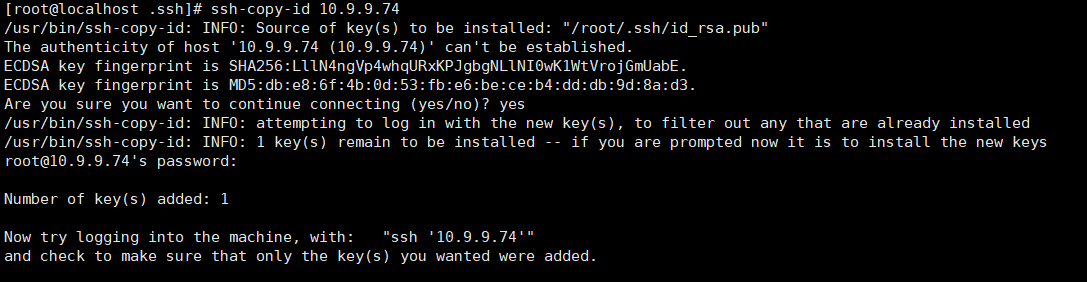 [root@localhost .ssh]# ssh-copy-id 10.9.9.74
/usr/bin/ssh-copy-id: INFO: Source of key(s) to be installed: "/root/.ssh/id_rsa.pub"
The authenticity of host '10.9.9.74 (10.9.9.74)' can't be established.
ECDSA key fingerprint is SHA256:LllN4ngVp4whqURxKPJgbgNLlNI0wK1WtVrojGmUabE.
ECDSA key fingerprint is MD5:db:e8:6f:4b:0d:53:fb:e6:be:ce:b4:dd:db:9d:8a:d3.
Are you sure you want to continue connecting (yes/no)? yes
/usr/bin/ssh-copy-id: INFO: attempting to log in with the new key(s), to filter out any that are already installed
/usr/bin/ssh-copy-id: INFO: 1 key(s) remain to be installed -- if you are prompted now it is to install the new keys
root@10.9.9.74's password:
Number of key(s) added: 1
Now try logging into the machine, with:   "ssh '10.9.9.74'"
and check to make sure that only the key(s) you wanted were added.